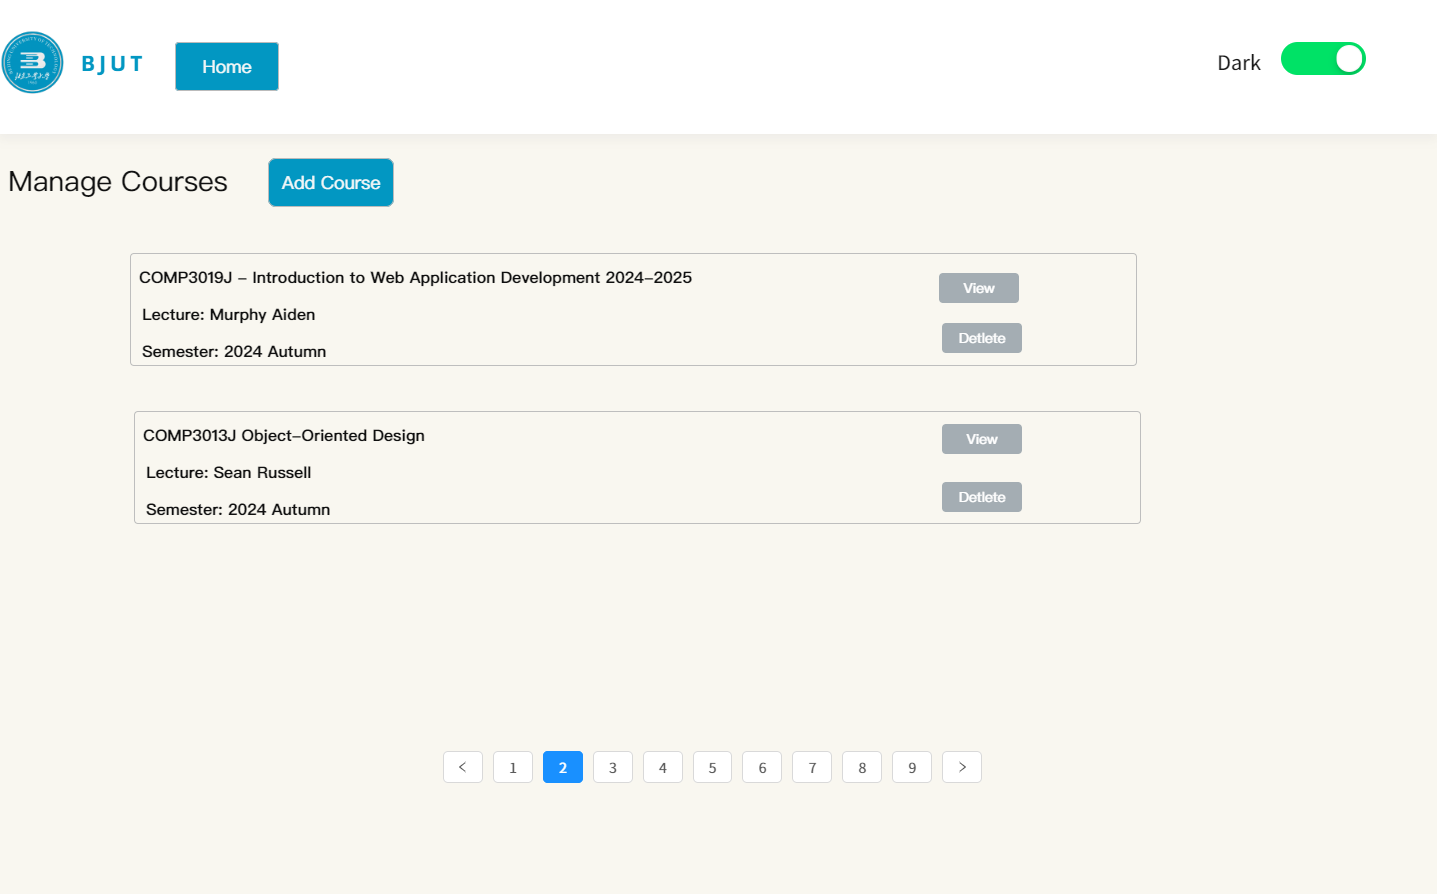 BJUT
Home
Dark
Manage Courses
Add Course
COMP3019J - Introduction to Web Application Development 2024-2025
View
Lecture: Murphy Aiden
Detlete
Semester: 2024 Autumn
COMP3013J Object-Oriented Design
View
Lecture: Sean Russell
Detlete
Semester: 2024 Autumn
< 1 2 3 4 5 6 7 8 9 >